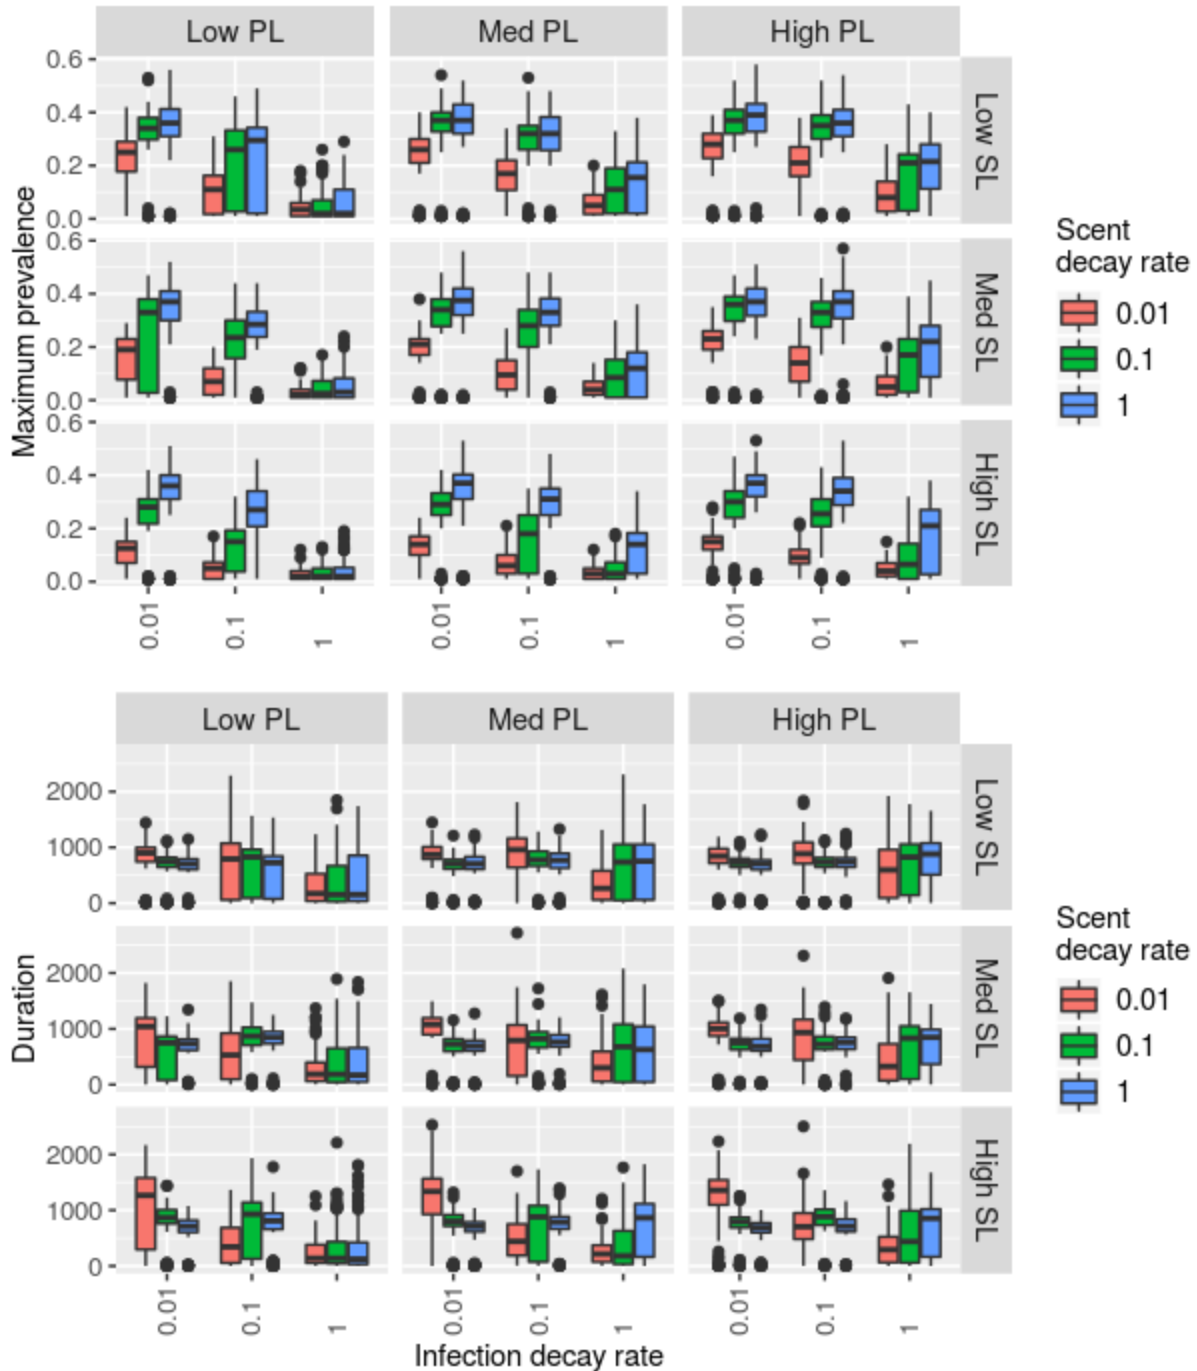 Low PL Med PL High PL
Maximum prevalence
0.6
0.4
0.2
0.0
Low SL
0.6
0.4
0.2
0.0
Med SL
0.6
0.4
0.2
0.0
High SL
0.01 0.1 1 0.01 0.1 1 0.01 0.1 1
Scent
decay rate
0.01
0.1
1
Low PL Med PL High PL
Duration
2000
1000
0
Low SL
2000
1000
0
Med SL
2000
1000
0
High SL
0.01 0.1 1 0.01 0.1 1 0.01 0.1 1
Infection decay rate
Scent
decay rate
0.01
0.1
1